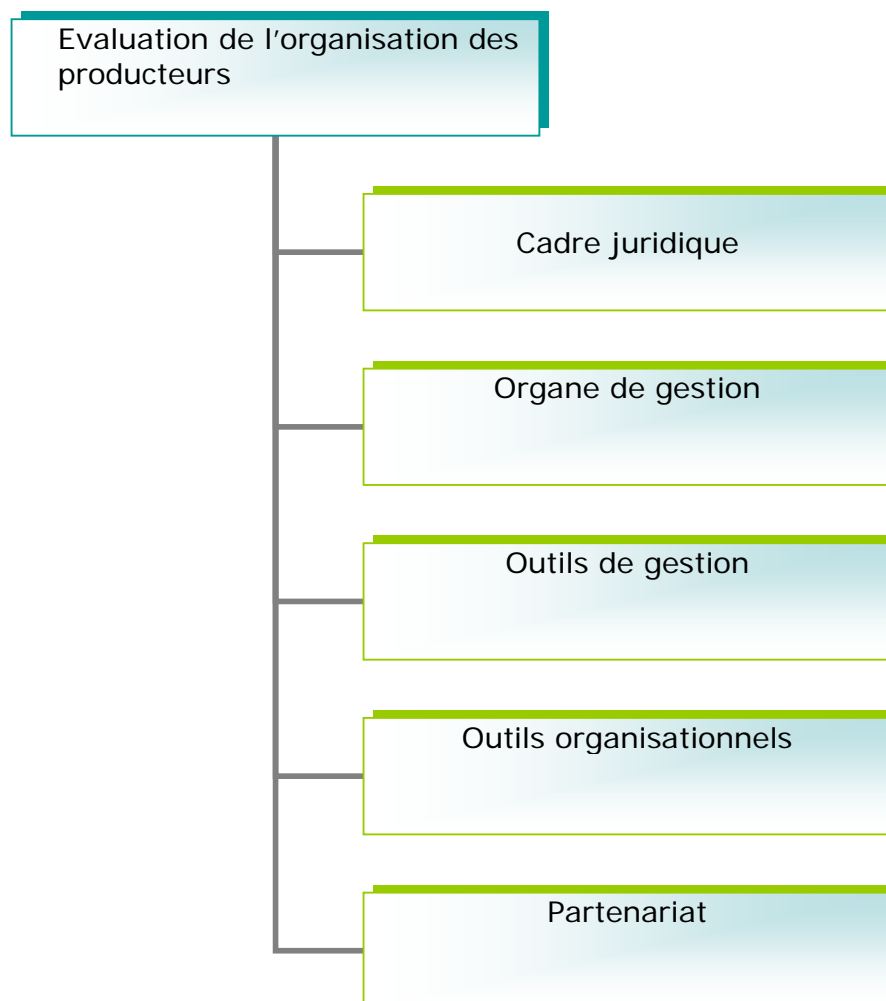 Evaluation de l'organisation des
producteurs
Cadre juridique
Organe de gestion
Outils de gestion
Outils organisationnels
Partenariat